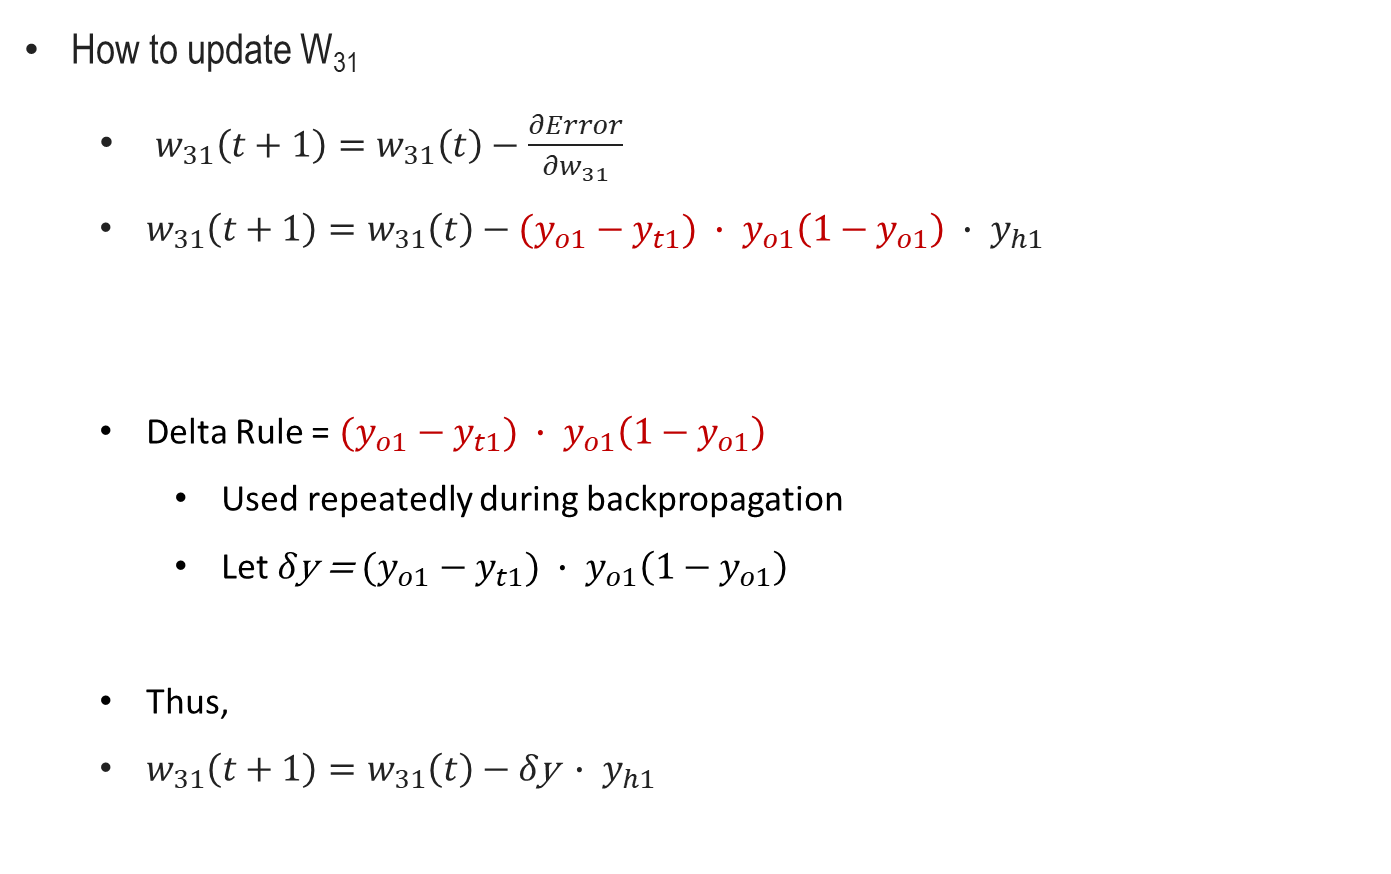 • How to update W₃₁
• w₃₁(t + 1) = w₃₁(t) − ∂Error/∂w₃₁
• w₃₁(t + 1) = w₃₁(t) − (yₒ₁ − yₜ₁) · yₒ₁(1 − yₒ₁) · yₕ₁
• Delta Rule = (yₒ₁ − yₜ₁) · yₒ₁(1 − yₒ₁)
• Used repeatedly during backpropagation
• Let δy = (yₒ₁ − yₜ₁) · yₒ₁(1 − yₒ₁)
• Thus,
• w₃₁(t + 1) = w₃₁(t) − δy · yₕ₁